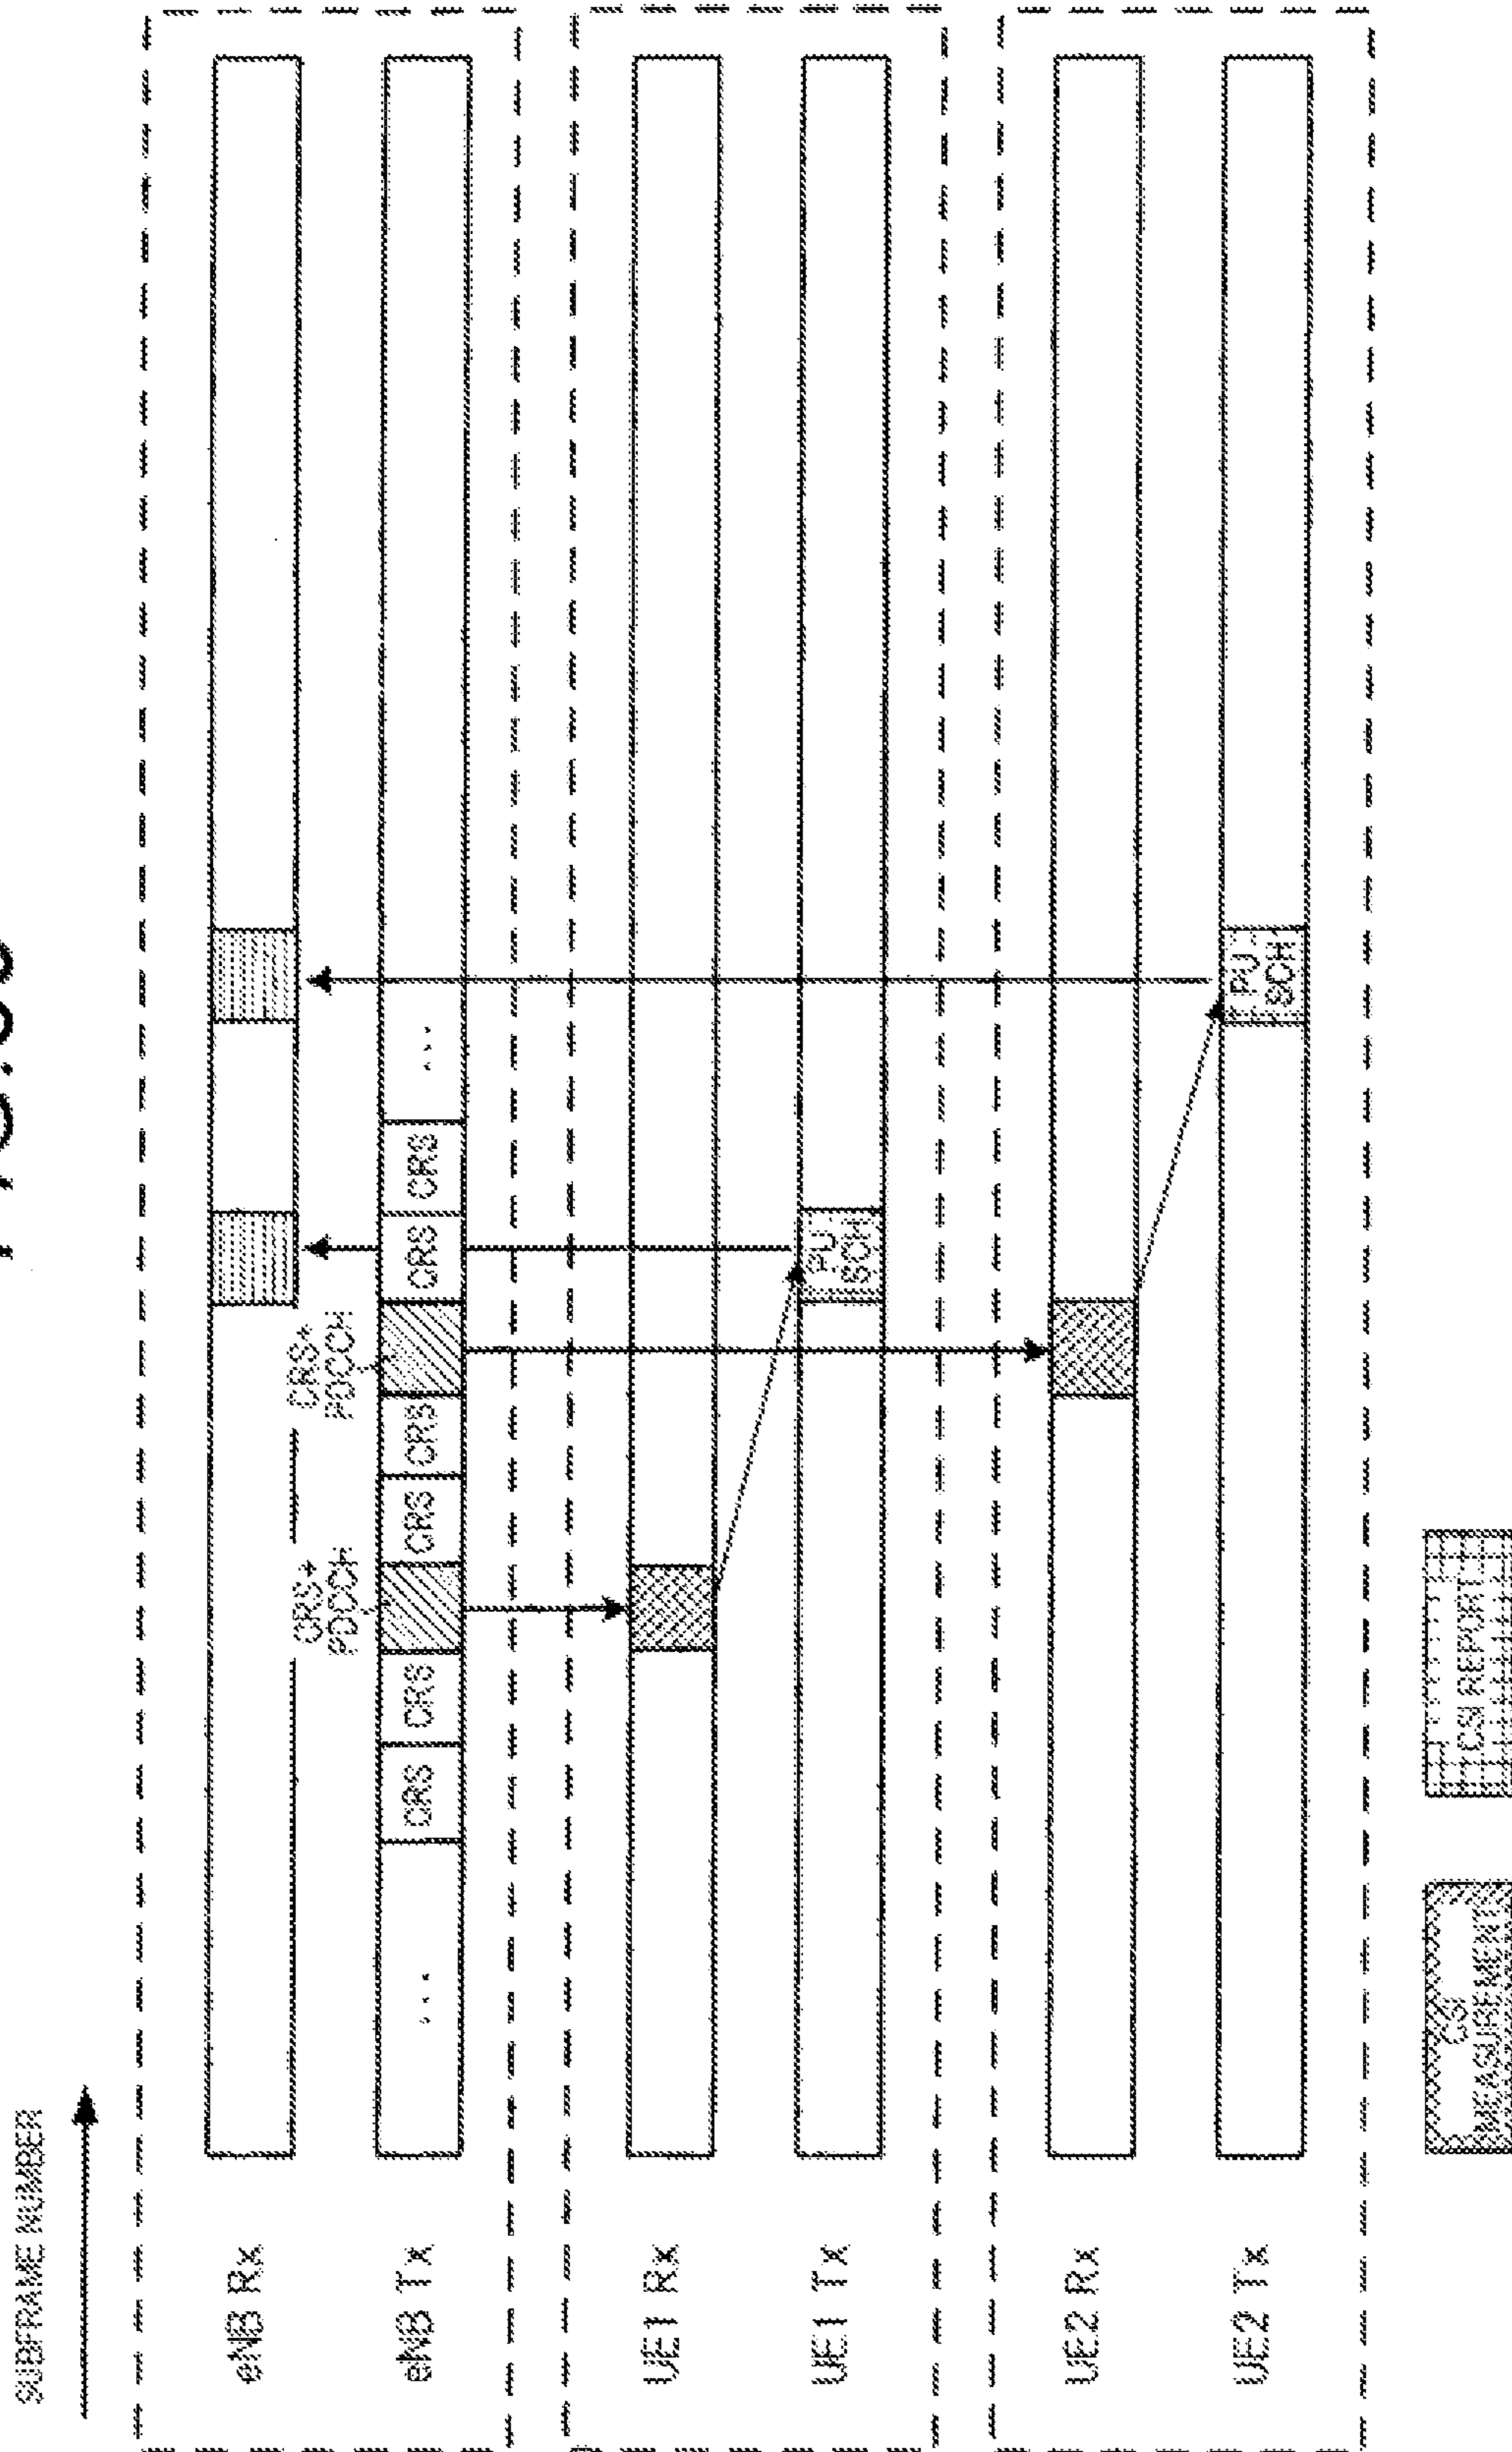 SUBFRAME NUMBER
eNB Rx
CRS+
PDCCH
CRS+
PDCCH
eNB Tx
...
CRS
CRS
CRS
CRS
CRS
CRS
...
UE1 Rx
UE1 Tx
PU
SCH
UE2 Rx
UE2 Tx
PU
SCH
CSI
MEASUREMENT
CSI REPORT